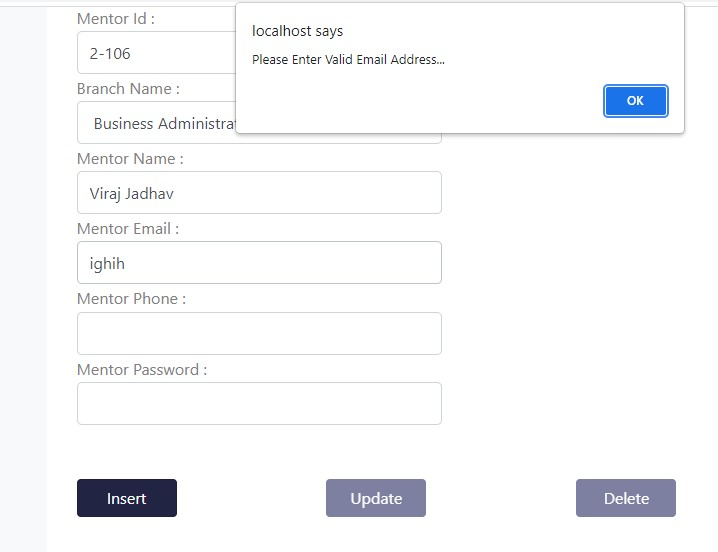 Mentor Id :
localhost says
2-106
Please Enter Valid Email Address...
Branch Name :
OK
Business Administrat
Mentor Name :
Viraj Jadhav
Mentor Email :
ighih
Mentor Phone :
Mentor Password :
Insert
Update
Delete